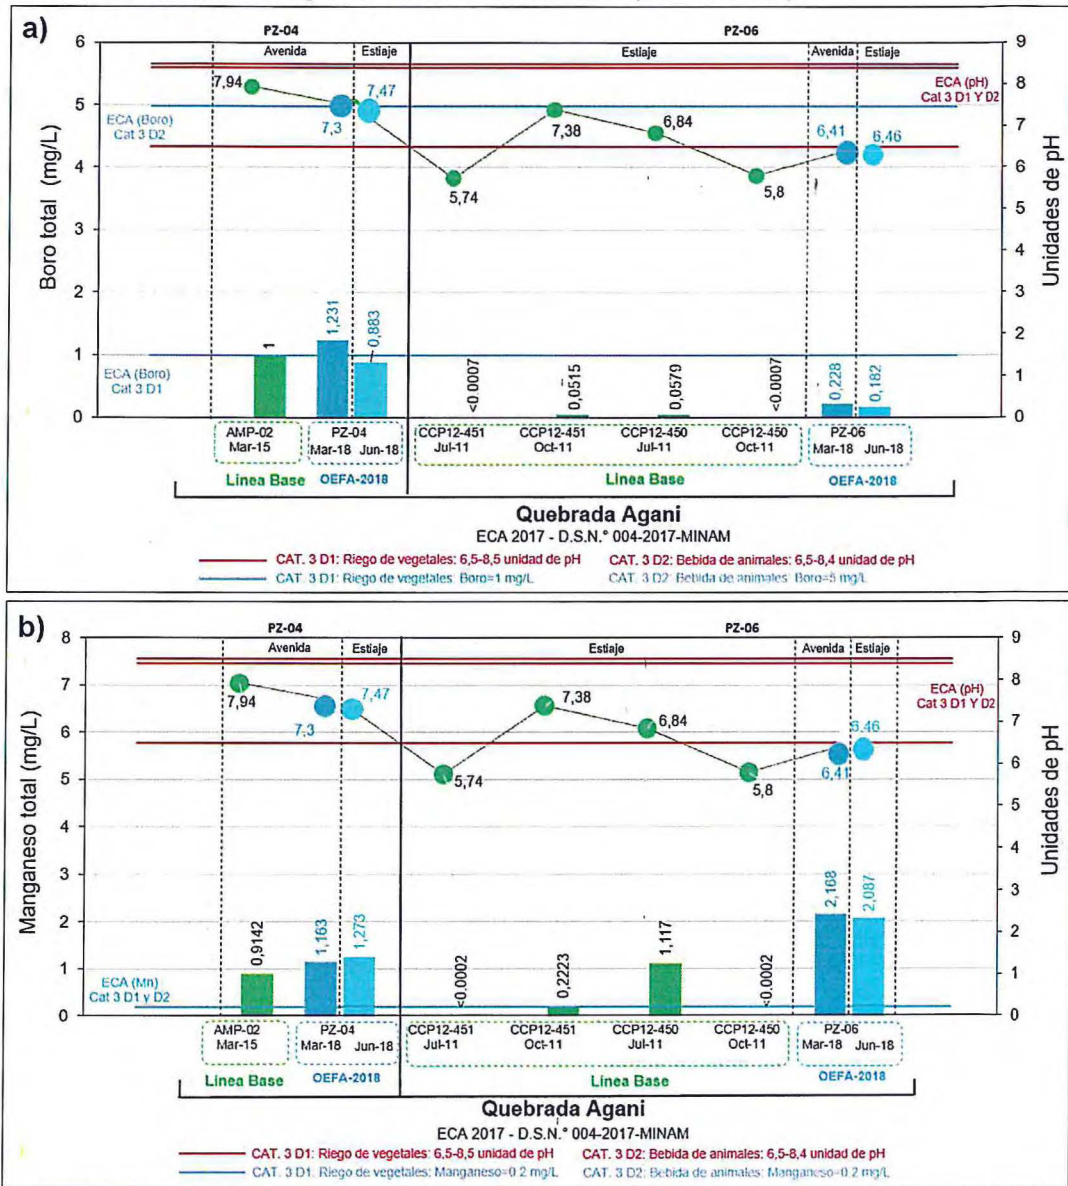 a)
PZ-04
PZ-06
Avenida
Estiaje
Estiaje
Avenida
Estiaje
6
5
4
3
2
1
0
Boro total (mg/L)
9
8
7
6
5
4
3
2
1
0
Unidades de pH
ECA (pH)
Cat 3 D1 Y D2
ECA (Boro)
Cat 3 D2
ECA (Boro)
Cat 3 D1
7,94
7,3
7,47
5,74
7,38
6,84
5,8
6,41
6,46
1
1,231
0,883
<0.0007
0,0515
0,0579
<0.0007
0,228
0,182
AMP-02
Mar-15
PZ-04
Mar-18 Jun-18
CCP12-451
Jul-11
CCP12-451
Oct-11
CCP12-450
Jul-11
CCP12-450
Oct-11
PZ-06
Mar-18 Jun-18
Línea Base
OEFA-2018
Línea Base
OEFA-2018
Quebrada Agani
ECA 2017 - D.S.N.° 004-2017-MINAM
CAT. 3 D1: Riego de vegetales: 6,5-8,5 unidad de pH CAT. 3 D2: Bebida de animales: 6,5-8,4 unidad de pH
CAT. 3 D1: Riego de vegetales: Boro=1 mg/L CAT. 3 D2: Bebida de animales: Boro=5 mg/L
b)
PZ-04
PZ-06
Avenida
Estiaje
Estiaje
Avenida
Estiaje
8
7
6
5
4
3
2
1
0
Manganeso total (mg/L)
9
8
7
6
5
4
3
2
1
0
Unidades de pH
ECA (pH)
Cat 3 D1 Y D2
ECA (Mn)
Cat 3 D1 y D2
7,94
7,3
7,47
5,74
7,38
6,84
5,8
6,41
6,46
0,9142
1,163
1,273
<0.0002
0,2223
1,117
<0.0002
2,168
2,087
AMP-02
Mar-15
PZ-04
Mar-18 Jun-18
CCP12-451
Jul-11
CCP12-451
Oct-11
CCP12-450
Jul-11
CCP12-450
Oct-11
PZ-06
Mar-18 Jun-18
Línea Base
OEFA-2018
Línea Base
OEFA-2018
Quebrada Agani
ECA 2017 - D.S.N.° 004-2017-MINAM
CAT. 3 D1: Riego de vegetales: 6,5-8,5 unidad de pH CAT. 3 D2: Bebida de animales: 6,5-8,4 unidad de pH
CAT. 3 D1: Riego de vegetales: Manganeso=0.2 mg/L CAT. 3 D2: Bebida de animales: Manganeso=0.2 mg/L